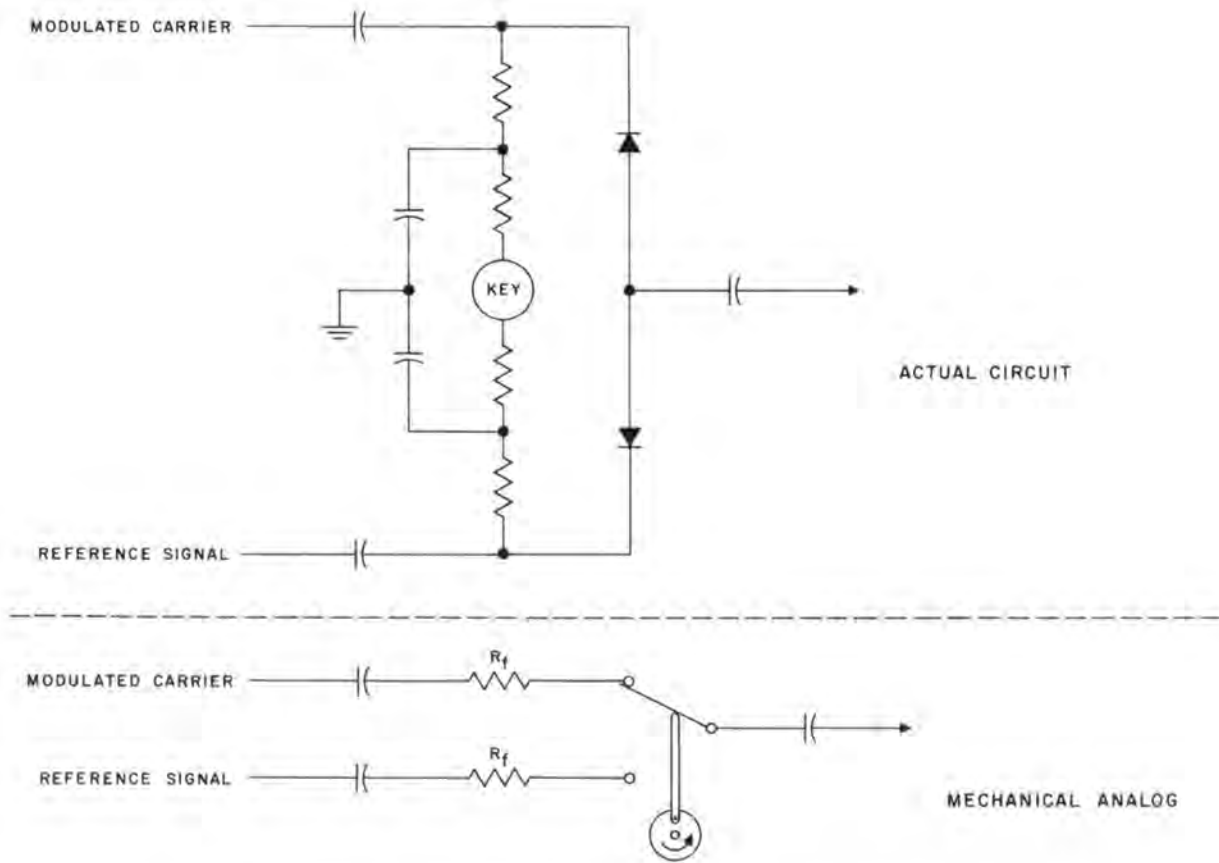 MODULATED CARRIER
KEY
ACTUAL CIRCUIT
REFERENCE SIGNAL
Rf
MODULATED CARRIER
Rf
REFERENCE SIGNAL
MECHANICAL ANALOG